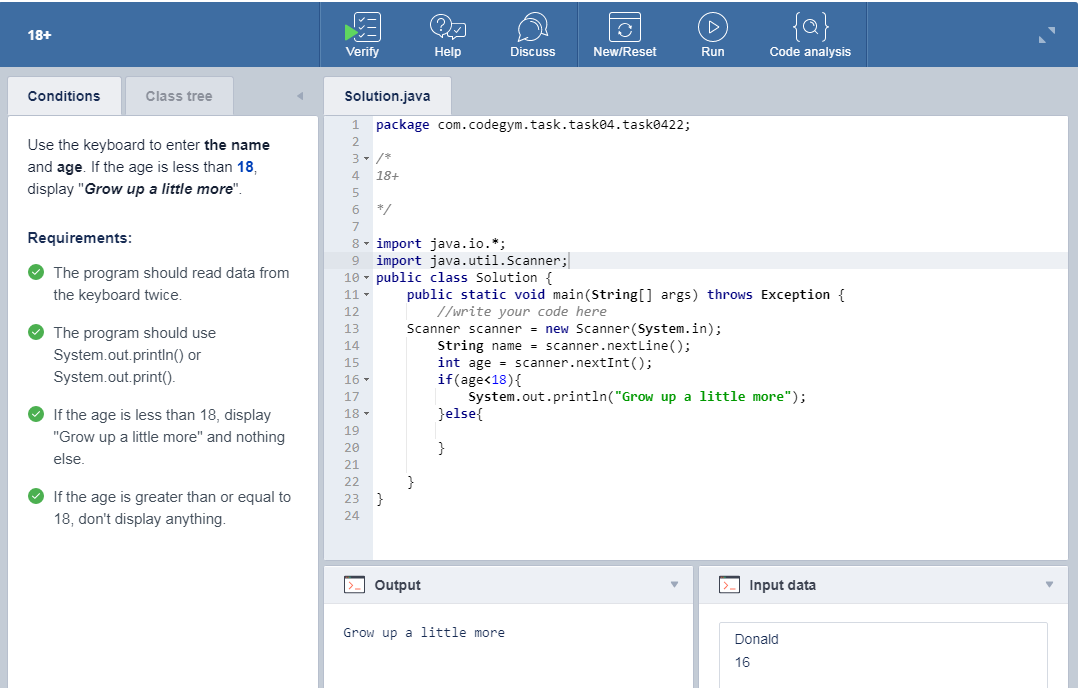 18+
Verify
Help
Discuss
New/Reset
Run
Code analysis
Conditions
Class tree
Use the keyboard to enter the name
and age. If the age is less than 18,
display "Grow up a little more".
Requirements:
The program should read data from
the keyboard twice.
The program should use
System.out.println() or
System.out.print().
If the age is less than 18, display
"Grow up a little more" and nothing
else.
If the age is greater than or equal to
18, don't display anything.
Solution.java
1 package com.codegym.task.task04.task0422;
2
3 /*
4 18+
5
6 */
7
8 import java.io.*;
9 import java.util.Scanner;
10 public class Solution {
11     public static void main(String[] args) throws Exception {
12         //write your code here
13     Scanner scanner = new Scanner(System.in);
14         String name = scanner.nextLine();
15         int age = scanner.nextInt();
16         if(age<18){
17             System.out.println("Grow up a little more");
18         }else{
19
20         }
21
22     }
23 }
24
Output
Grow up a little more
Input data
Donald
16